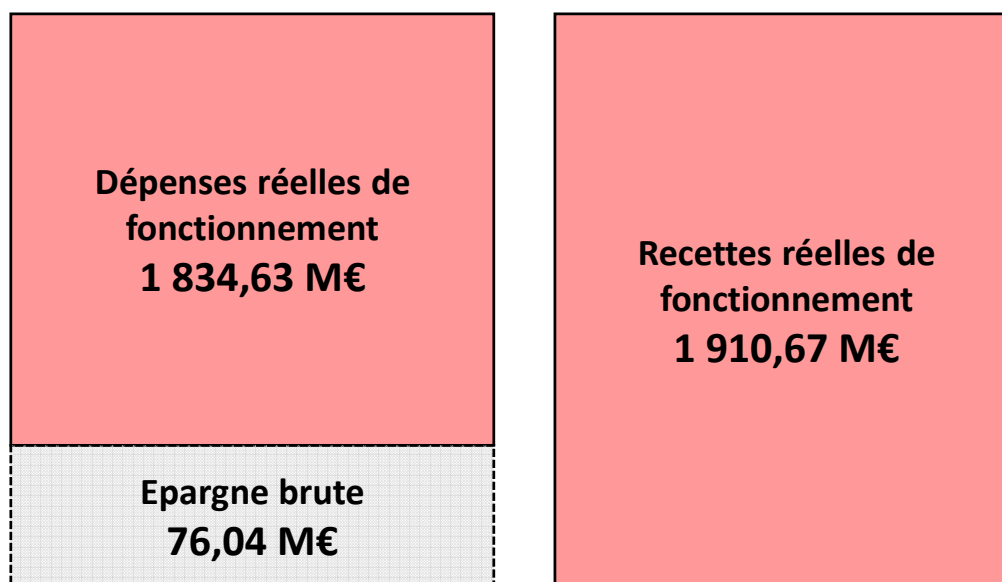 Dépenses réelles de
fonctionnement
1 834,63 M€
Epargne brute
76,04 M€
Recettes réelles de
fonctionnement
1 910,67 M€